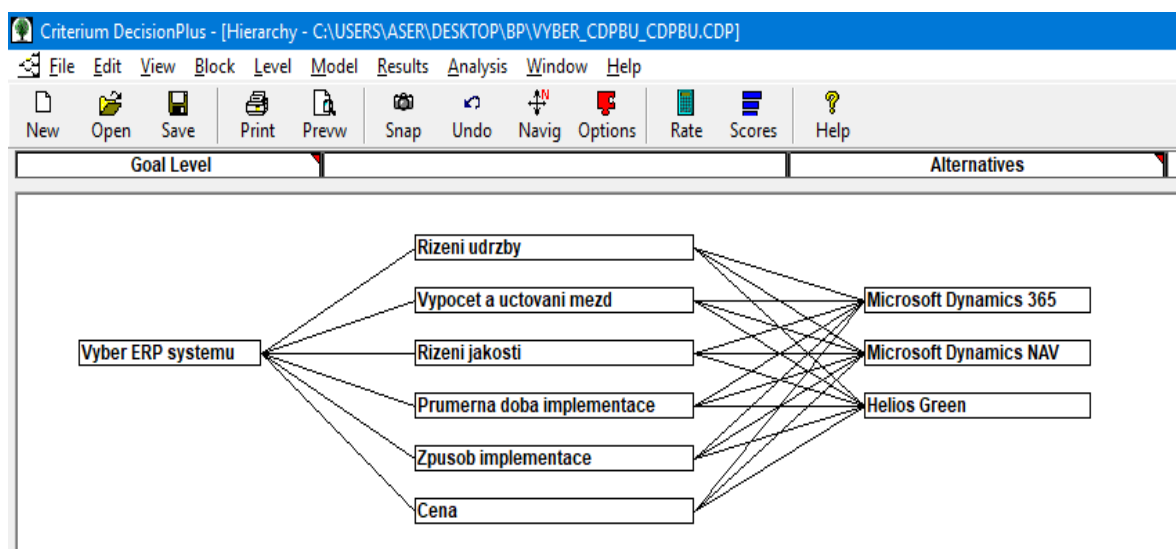 Criterium DecisionPlus - [Hierarchy - C:\USERS\ASER\DESKTOP\BP\VYBER_CDPBU_CDPBU.CDP]
File Edit View Block Level Model Results Analysis Window Help
New Open Save Print Prevw Snap Undo Navig Options Rate Scores Help
Goal Level Alternatives
Rizeni udrzby
Vypocet a uctovani mezd Microsoft Dynamics 365
Vyber ERP systemu Rizeni jakosti Microsoft Dynamics NAV
Prumerna doba implementace Helios Green
Zpusob implementace
Cena